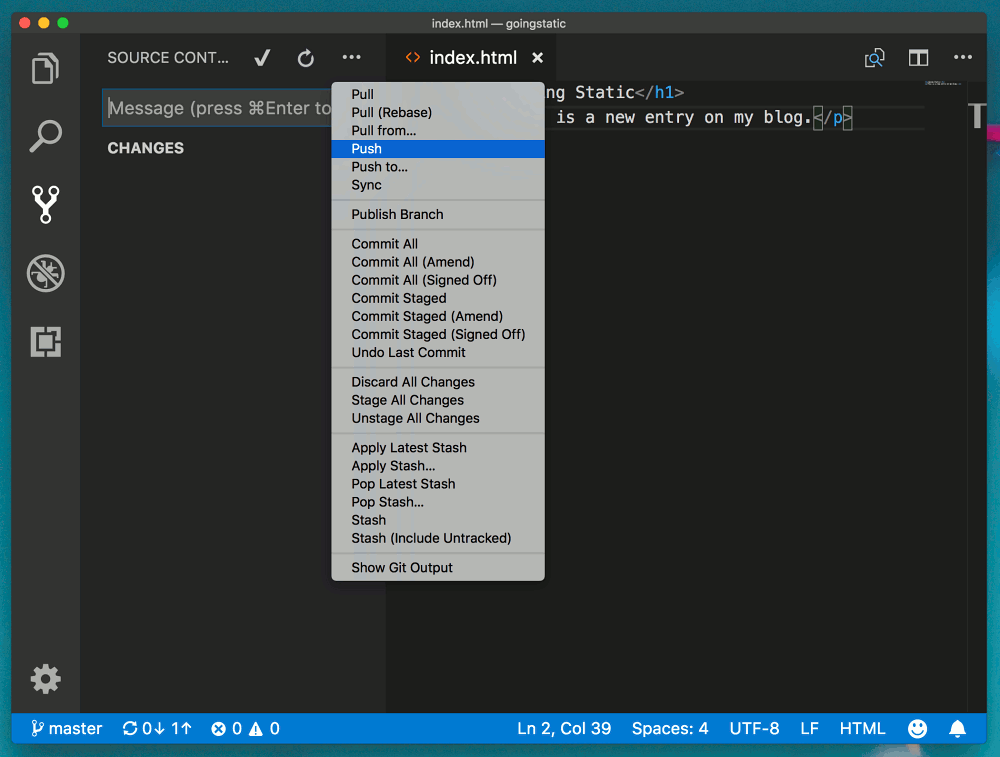 index.html — goingstatic
SOURCE CONT...
•••
<> index.html ×
•••
Message (press ⌘Enter to
CHANGES
ng Static</h1>
is a new entry on my blog.</p>
T
Pull
Pull (Rebase)
Pull from...
Push
Push to...
Sync
Publish Branch
Commit All
Commit All (Amend)
Commit All (Signed Off)
Commit Staged
Commit Staged (Amend)
Commit Staged (Signed Off)
Undo Last Commit
Discard All Changes
Stage All Changes
Unstage All Changes
Apply Latest Stash
Apply Stash...
Pop Latest Stash
Pop Stash...
Stash
Stash (Include Untracked)
Show Git Output
master 0↓ 1↑ 0 0 Ln 2, Col 39 Spaces: 4 UTF-8 LF HTML